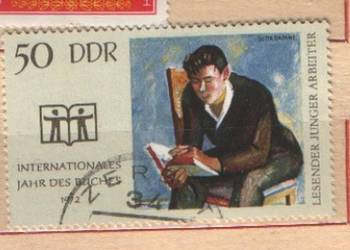 50 DDR
INTERNATIONALES
JAHR DES BUCHES
1972
LESENDER JUNGER ARBEITER